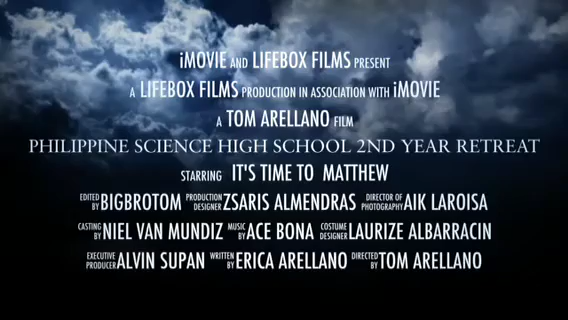 iMOVIE AND LIFEBOX FILMS PRESENT
A LIFEBOX FILMS PRODUCTION IN ASSOCIATION WITH iMOVIE
A TOM ARELLANO FILM
PHILIPPINE SCIENCE HIGH SCHOOL 2ND YEAR RETREAT
STARRING IT'S TIME TO MATTHEW
EDITED BY BIGBROTOM PRODUCTION DESIGNER ZSARIS ALMENDRAS DIRECTOR OF PHOTOGRAPHY AIK LAROISA
CASTING BY NIEL VAN MUNDIZ MUSIC BY ACE BONA COSTUME DESIGNER LAURIZE ALBARRACIN
EXECUTIVE PRODUCER ALVIN SUPAN WRITTEN BY ERICA ARELLANO DIRECTED BY TOM ARELLANO